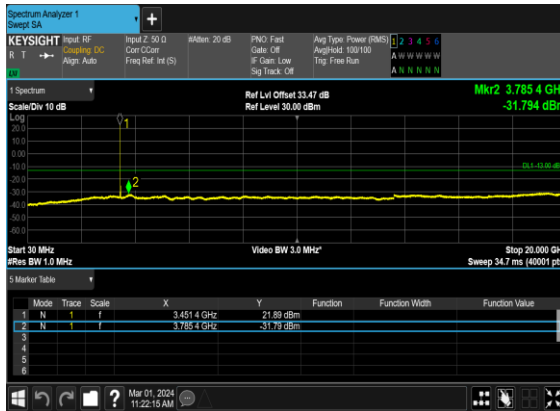 Spectrum Analyzer 1
Swept SA
KEYSIGHT Input: RF Input Z: 50 Ω #Atten: 20 dB PNO: Fast Avg Type: Power (RMS) 1 2 3 4 5 6
R T Coupling: DC Corr CCorr Gate: Off Avg|Hold: 100/100 A W W W W W
Align: Auto Freq Ref: Int (S) IF Gain: Low Trig: Free Run
Sig Track: Off A N N N N N
1 Spectrum Ref Lvl Offset 33.47 dB Mkr2 3.785 4 GHz
Scale/Div 10 dB Ref Level 30.00 dBm -31.794 dBm
Log
20.0
10.0
0.00
-10.0
-20.0
-30.0
-40.0
-50.0
-60.0
1
2
DL1 -13.00 dB
Start 30 MHz Video BW 3.0 MHz* Stop 20.000 GH
#Res BW 1.0 MHz Sweep 34.7 ms (40001 pts
5 Marker Table
Mode Trace Scale X Y Function Function Width Function Value
1 N 1 f 3.451 4 GHz 21.89 dBm
2 N 1 f 3.785 4 GHz -31.79 dBm
3
4
5
6
? Mar 01, 2024
11:22:15 AM